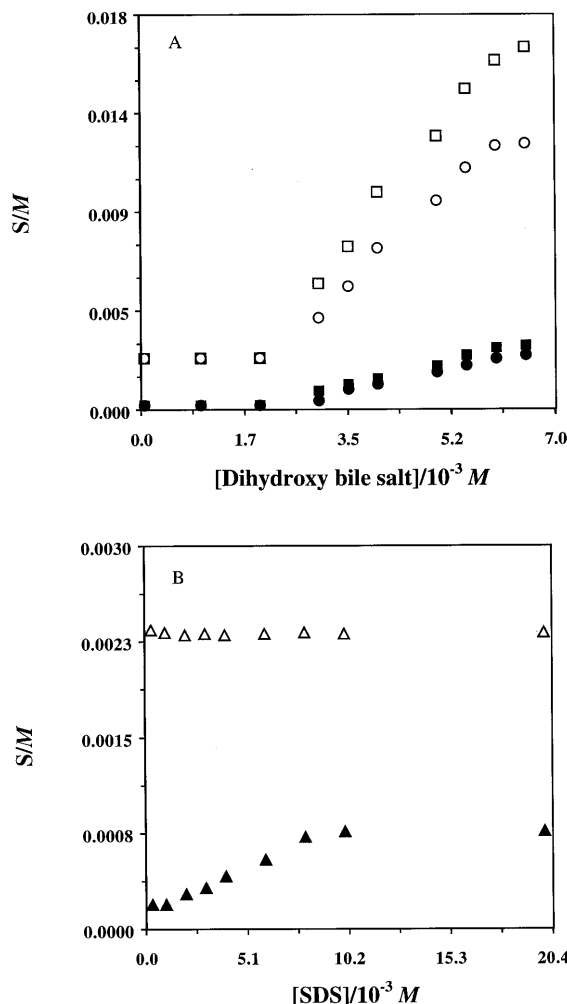 0.018
A
0.014
0.009
S/M
0.005
0.000
0.0 1.7 3.5 5.2 7.0
[Dihydroxy bile salt]/10⁻³ M
0.0030
B
0.0023
0.0015
S/M
0.0008
0.0000
0.0 5.1 10.2 15.3 20.4
[SDS]/10⁻³ M